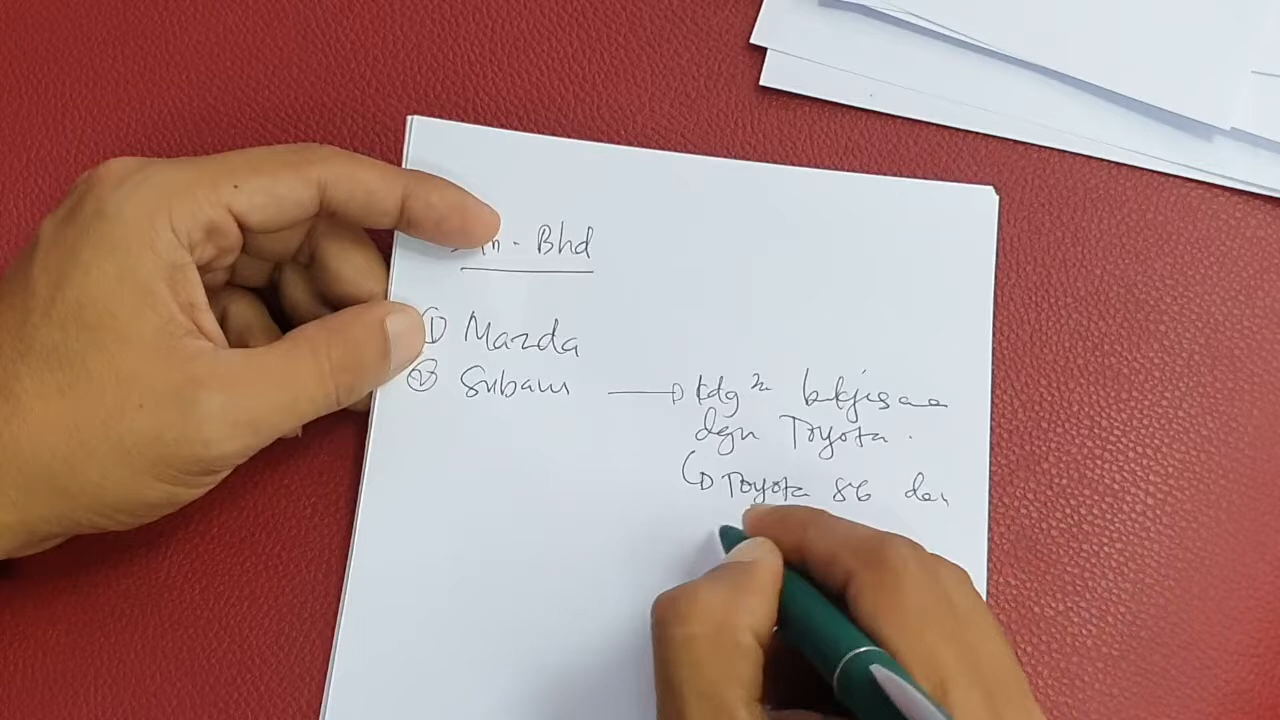 n. Bhd
① Mazda
② Subaru → Kdg² bekerjasama
dgn Toyota.
↳ Toyota 86 dan